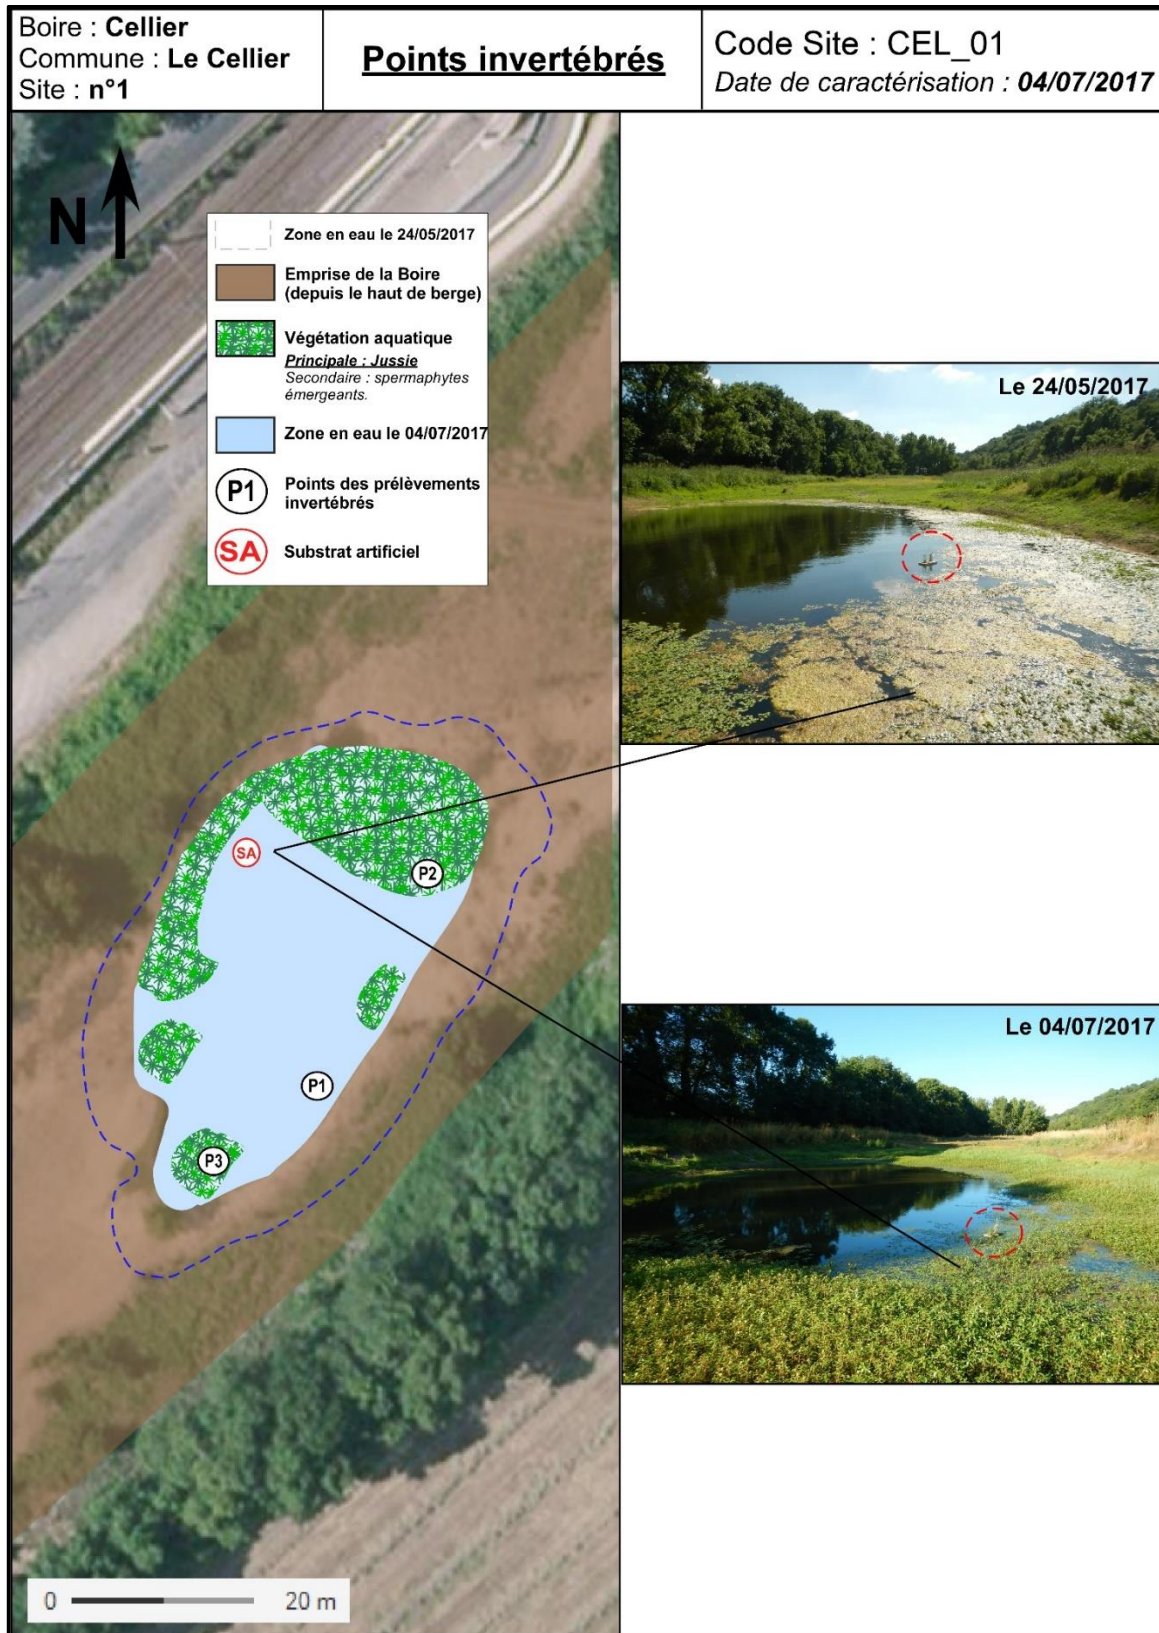 Boire : Cellier
Commune : Le Cellier
Site : n°1
Points invertébrés
Code Site : CEL_01
Date de caractérisation : 04/07/2017
N
Zone en eau le 24/05/2017
Emprise de la Boire
(depuis le haut de berge)
Végétation aquatique
Principale : Jussie
Secondaire : spermaphytes
émergeants.
Zone en eau le 04/07/2017
P1
Points des prélèvements
invertébrés
SA
Substrat artificiel
Le 24/05/2017
SA
P2
P1
P3
Le 04/07/2017
0 20 m